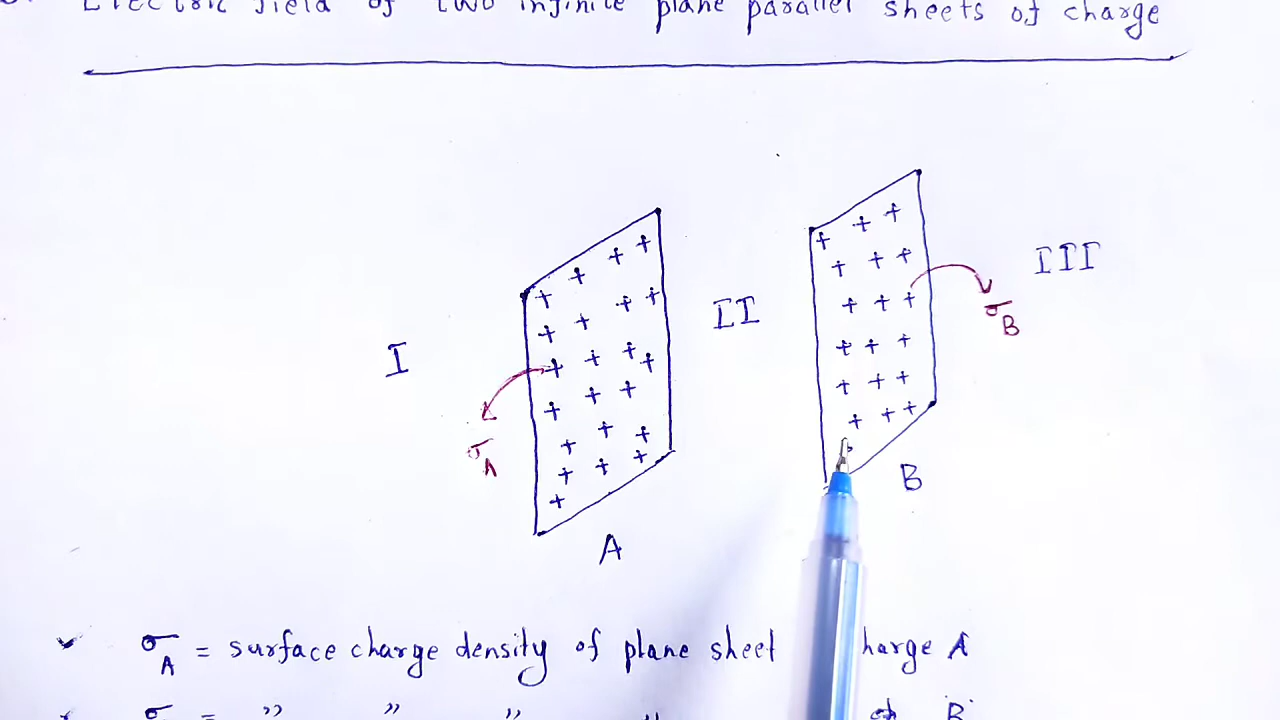 Electric field of two infinite plane parallel sheets of charge
I
II
III
σA
σB
A
B
σA = surface charge density of plane sheet harge A
σ = " " " " B